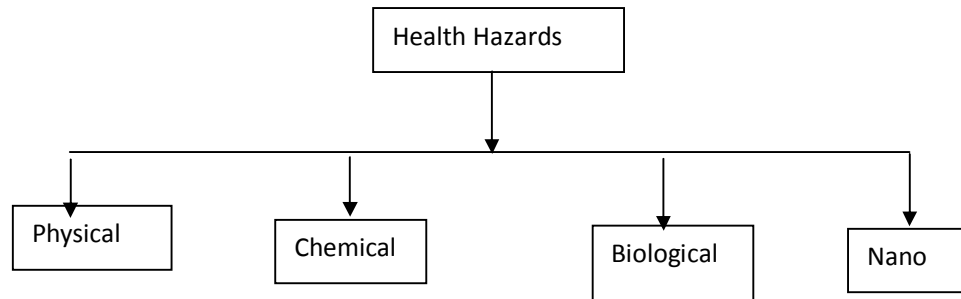 Health Hazards
Physical
Chemical
Biological
Nano